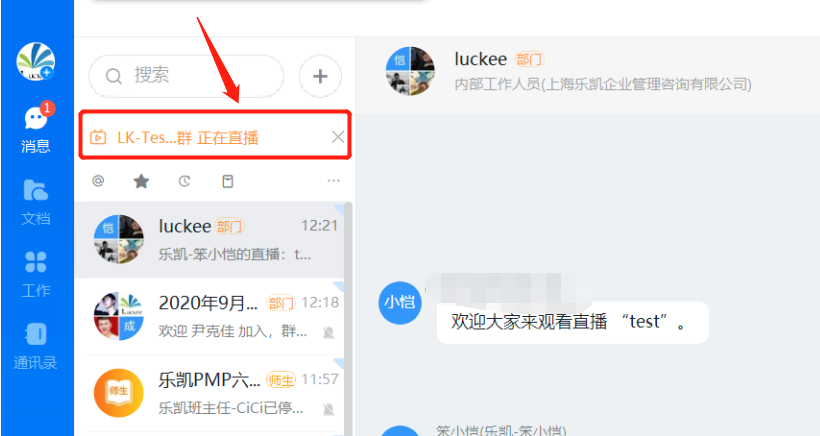 1
消息
文档
工作
通讯录
搜索
LK-Tes...群 正在直播
luckee 部门 12:21
乐凯-笨小恺的直播：t...
2020年9月... 部门 12:18
欢迎 尹克佳 加入，群...
乐凯PMP六... 师生 11:57
师生
乐凯班主任-CiCi已停...
恺
成
恺
luckee 部门
内部工作人员(上海乐凯企业管理咨询有限公司)
小恺
欢迎大家来观看直播 “test”。
笨小恺(乐凯-笨小恺)